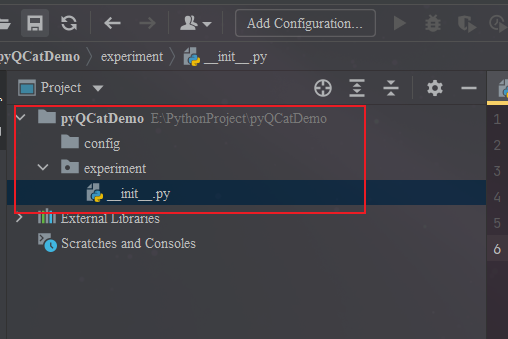 Add Configuration...
pyQCatDemo experiment __init__.py
Project
pyQCatDemo E:\PythonProject\pyQCatDemo
config
experiment
__init__.py
External Libraries
Scratches and Consoles
1
2
3
4
5
6